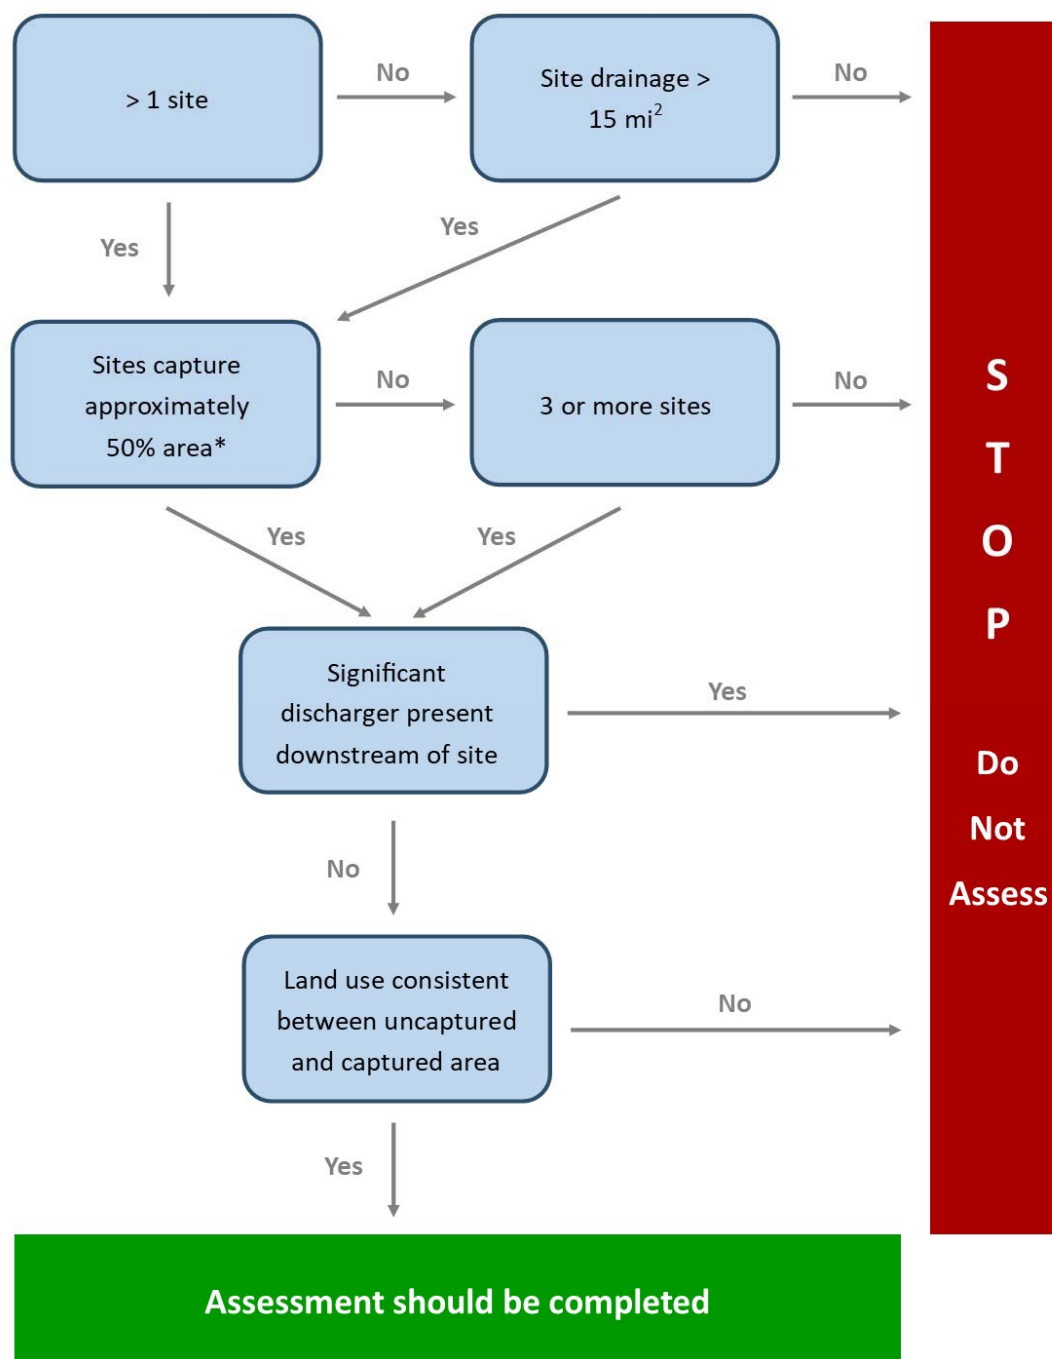 > 1 site
No
Site drainage >
15 mi²
No
Yes
Yes
Sites capture
approximately
50% area*
No
3 or more sites
No
Yes
Yes
Significant
discharger present
downstream of site
Yes
No
Land use consistent
between uncaptured
and captured area
No
Yes
Assessment should be completed
S
T
O
P
Do
Not
Assess